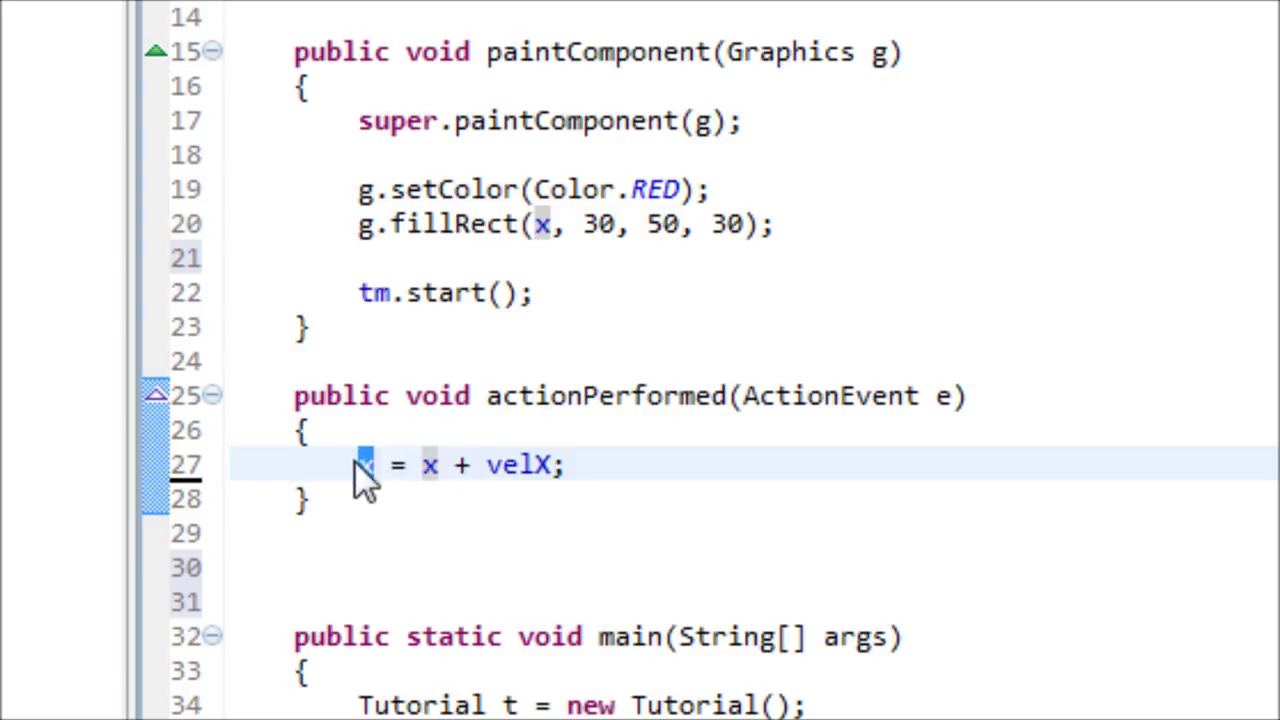 14
15 public void paintComponent(Graphics g)
16 {
17 super.paintComponent(g);
18
19 g.setColor(Color.RED);
20 g.fillRect(x, 30, 50, 30);
21
22 tm.start();
23 }
24
25 public void actionPerformed(ActionEvent e)
26 {
27 x = x + velX;
28 }
29
30
31
32 public static void main(String[] args)
33 {
34 Tutorial t = new Tutorial();